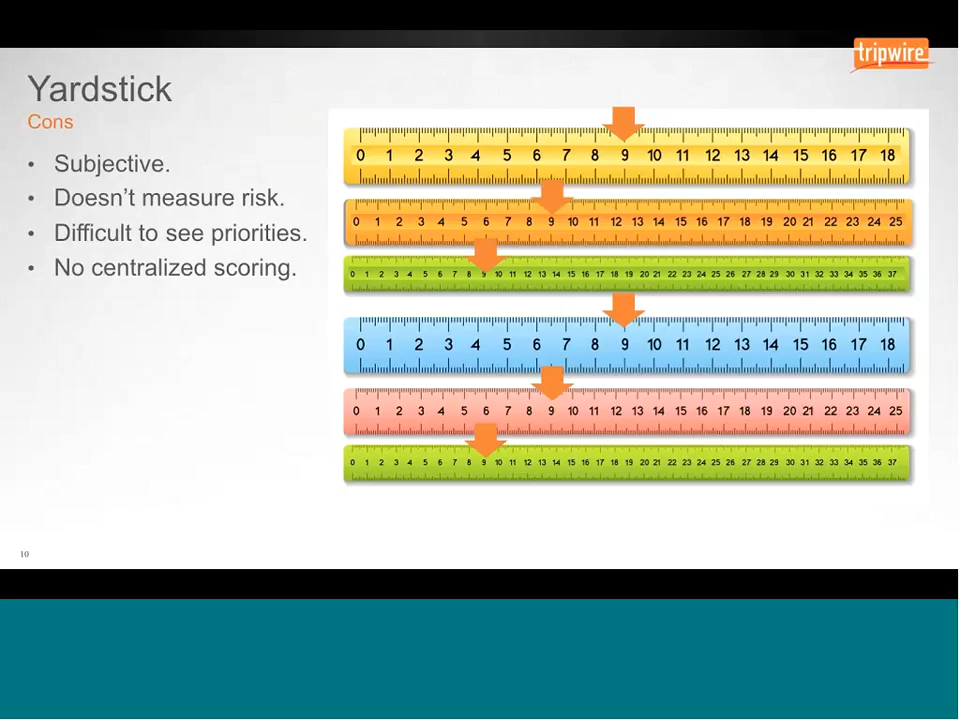 tripwire
Yardstick
Cons
• Subjective.
• Doesn't measure risk.
• Difficult to see priorities.
• No centralized scoring.
0 1 2 3 4 5 6 7 8 9 10 11 12 13 14 15 16 17 18
0 1 2 3 4 5 6 7 8 9 10 11 12 13 14 15 16 17 18 19 20 21 22 23 24 25
0 1 2 3 4 5 6 7 8 9 10 11 12 13 14 15 16 17 18 19 20 21 22 23 24 25 26 27 28 29 30 31 32 33 34 35 36 37
0 1 2 3 4 5 6 7 8 9 10 11 12 13 14 15 16 17 18
0 1 2 3 4 5 6 7 8 9 10 11 12 13 14 15 16 17 18 19 20 21 22 23 24 25
0 1 2 3 4 5 6 7 8 9 10 11 12 13 14 15 16 17 18 19 20 21 22 23 24 25 26 27 28 29 30 31 32 33 34 35 36 37
10